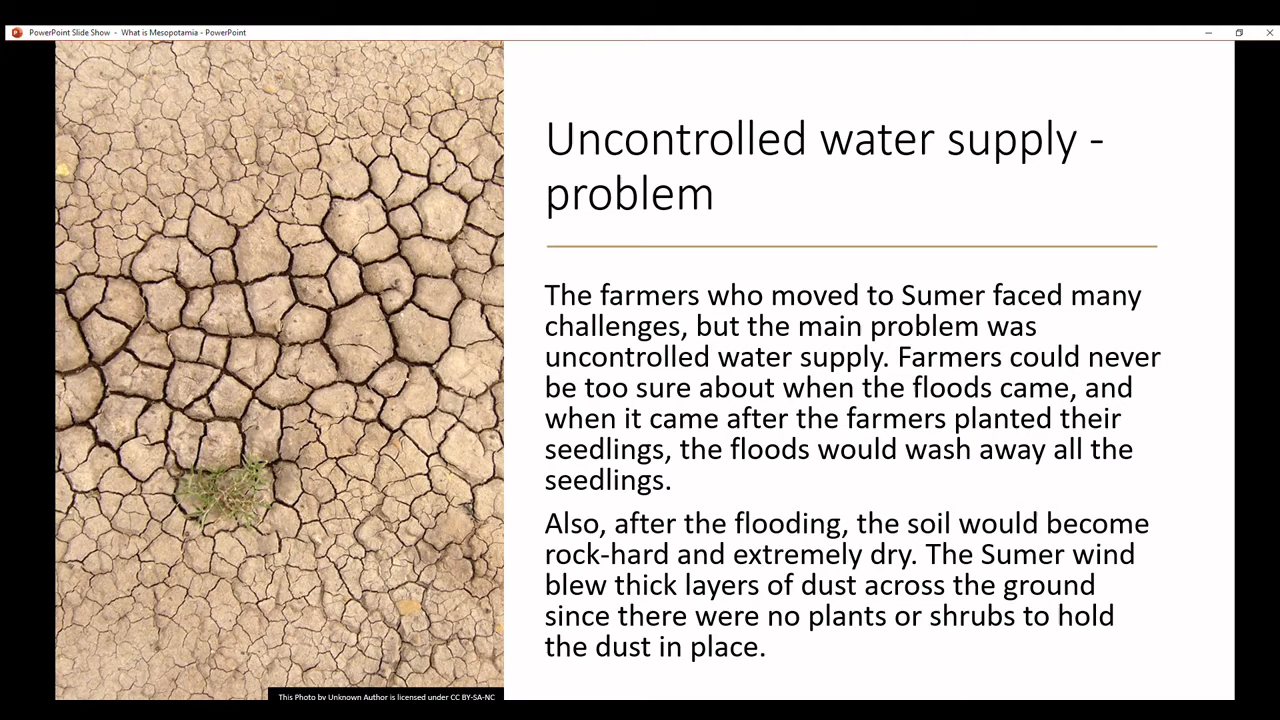 PowerPoint Slide Show - What is Mesopotamia - PowerPoint
Uncontrolled water supply -
problem
The farmers who moved to Sumer faced many
challenges, but the main problem was
uncontrolled water supply. Farmers could never
be too sure about when the floods came, and
when it came after the farmers planted their
seedlings, the floods would wash away all the
seedlings.
Also, after the flooding, the soil would become
rock-hard and extremely dry. The Sumer wind
blew thick layers of dust across the ground
since there were no plants or shrubs to hold
the dust in place.
This Photo by Unknown Author is licensed under CC BY-SA-NC